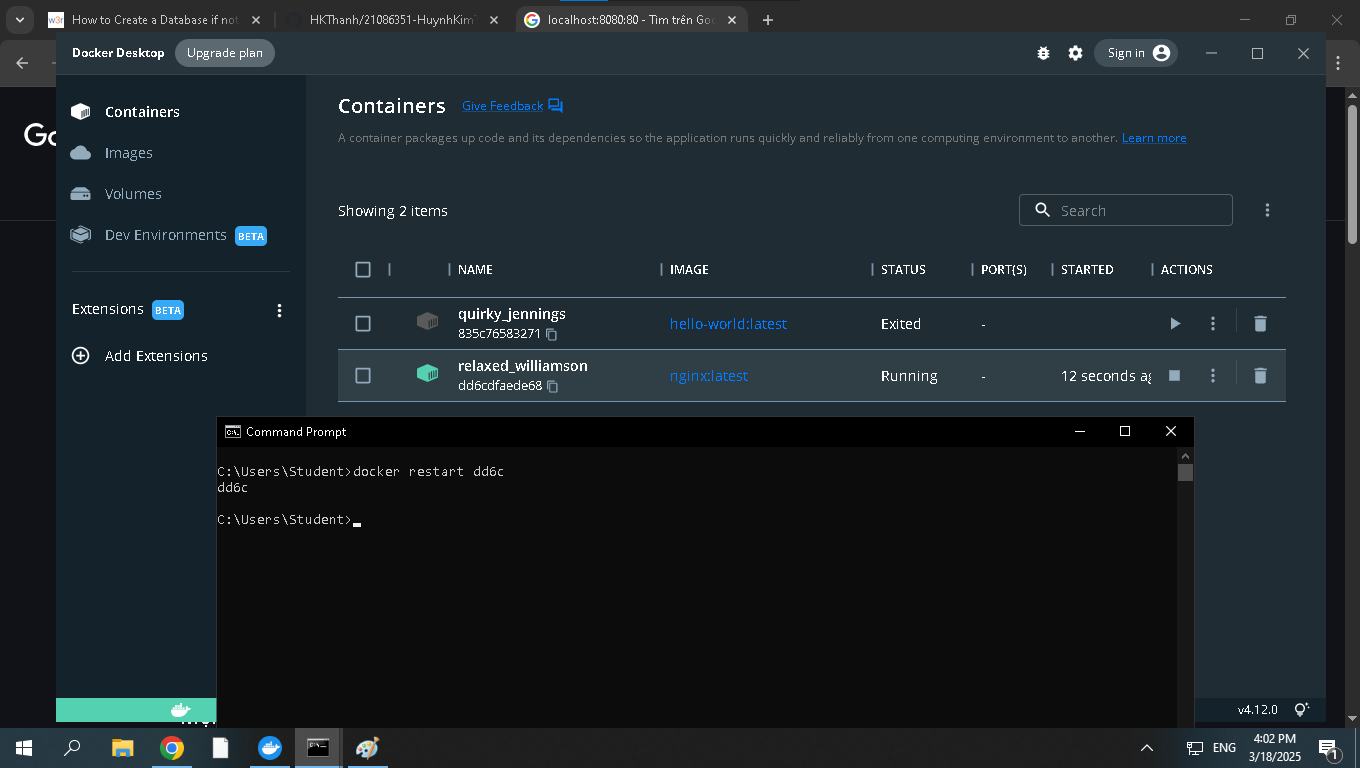 How to Create a Database if not
HKThanh/21086351-HuynhKimT
localhost:8080:80 - Tìm trên Goo
Docker Desktop
Upgrade plan
Sign in
Go
Containers
Images
Volumes
Dev Environments BETA
Extensions BETA
Add Extensions
Containers Give Feedback
A container packages up code and its dependencies so the application runs quickly and reliably from one computing environment to another. Learn more
Showing 2 items
Search
NAME IMAGE STATUS PORT(S) STARTED ACTIONS
quirky_jennings
835c76583271
hello-world:latest Exited -
relaxed_williamson
dd6cdfaede68
nginx:latest Running - 12 seconds ag
Command Prompt
C:\Users\Student>docker restart dd6c
dd6c
C:\Users\Student>
v4.12.0
ENG
4:02 PM
3/18/2025
1